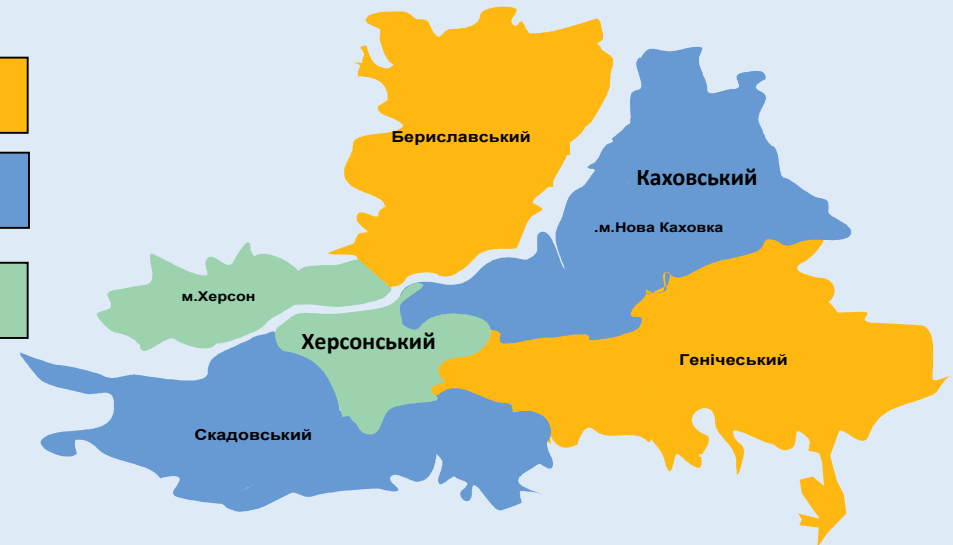 Бериславський
Каховський
.м.Нова Каховка
м.Херсон
Херсонський
Генічеський
Скадовський